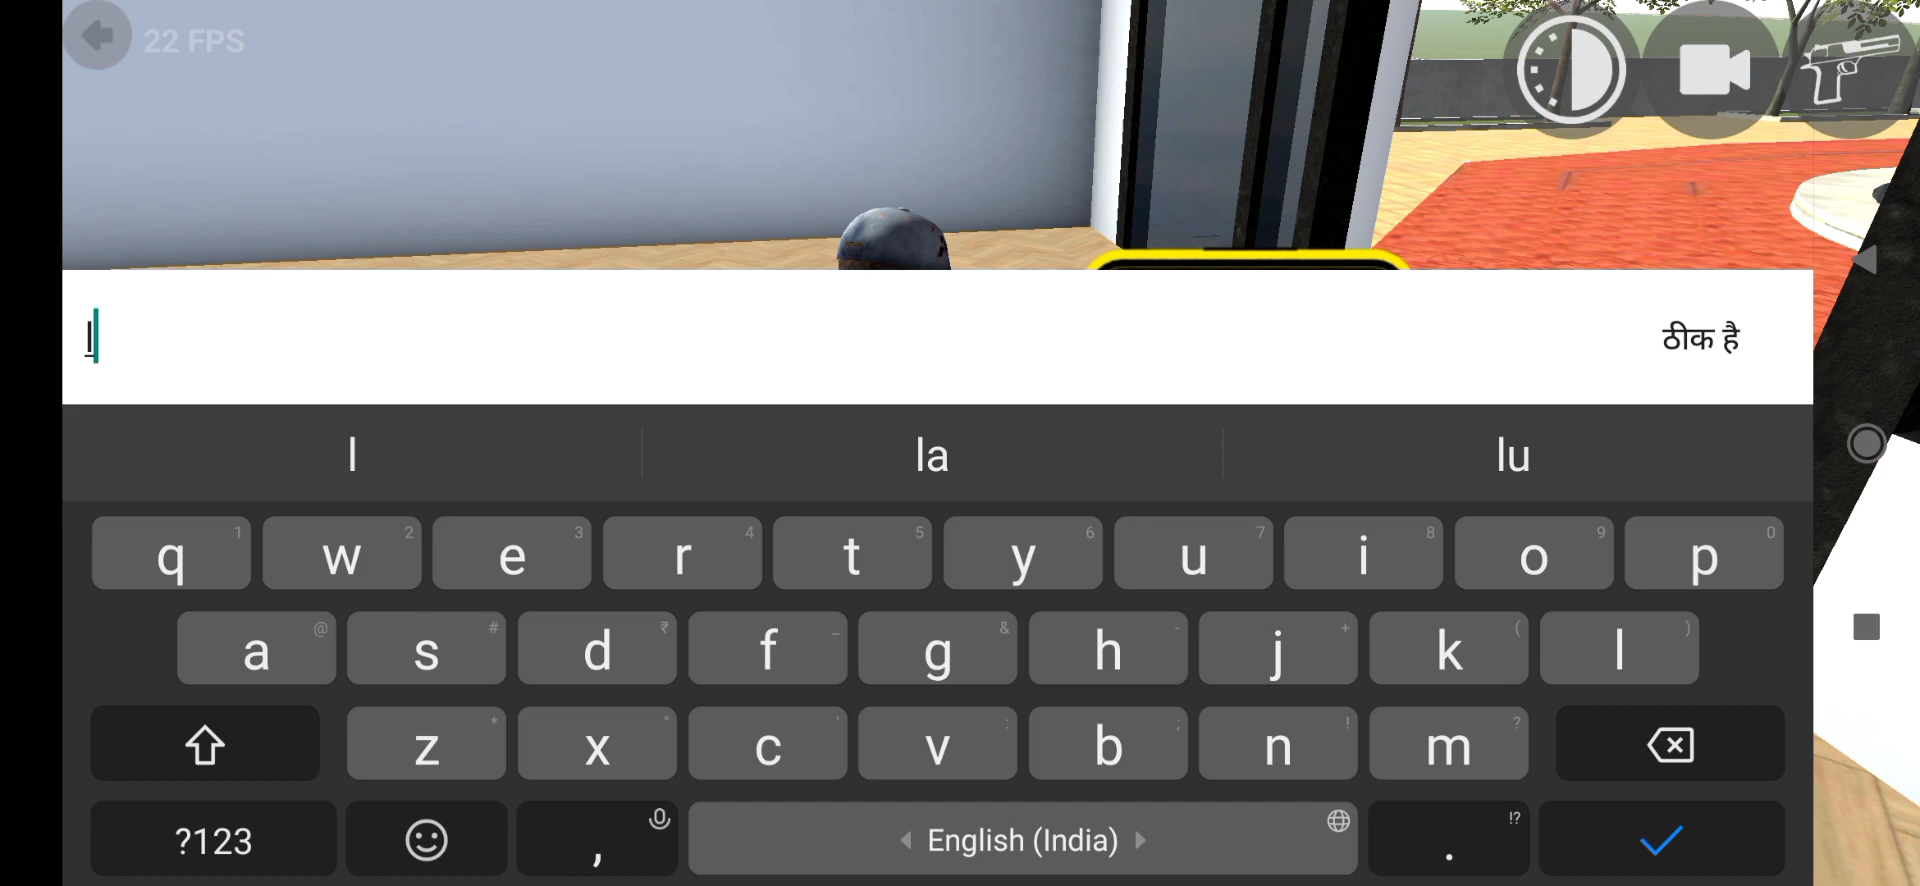 22 FPS
l
ठीक है
l la lu
q 1 w 2 e 3 r 4 t 5 y 6 u 7 i 8 o 9 p 0
a @ s # d ₹ f _ g & h - j + k ( l )
z * x " c ' v : b ; n ! m ?
?123 , English (India) . !?